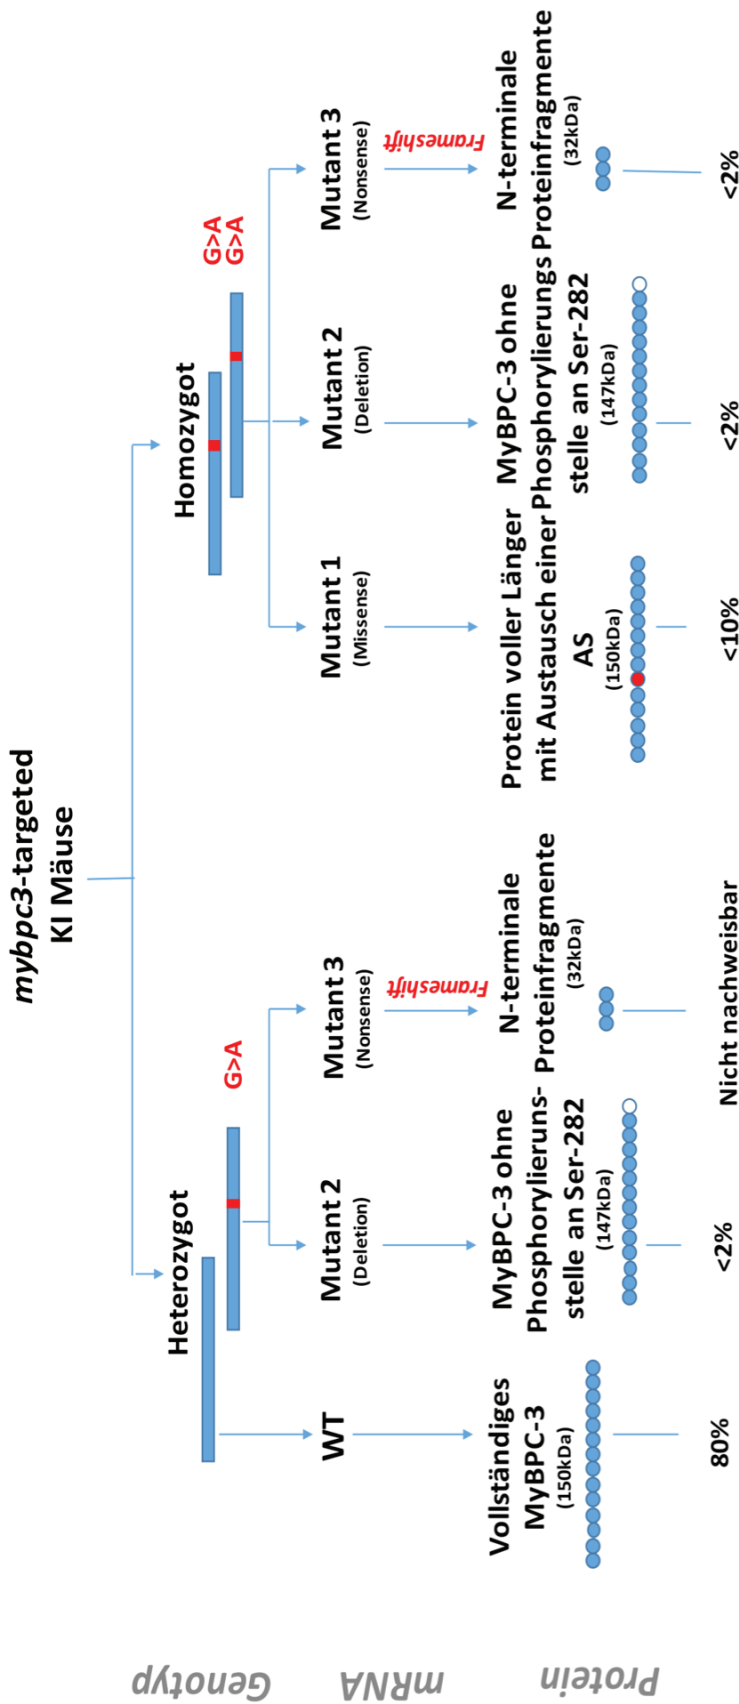 mybpc3-targeted
KI Mäuse
Genotyp
Heterozygot
G>A
Homozygot
G>A
G>A
mRNA
WT
Mutant 2
(Deletion)
Mutant 3
(Nonsense)
Mutant 1
(Missense)
Mutant 2
(Deletion)
Mutant 3
(Nonsense)
Frameshift
Frameshift
Protein
Vollständiges
MyBPC-3
(150kDa)
MyBPC-3 ohne
Phosphorylieruns-
stelle an Ser-282
(147kDa)
N-terminale
Proteinfragmente
(32kDa)
Protein voller Länger
mit Austausch einer
AS
(150kDa)
MyBPC-3 ohne
Phosphorylierungs
stelle an Ser-282
(147kDa)
N-terminale
Proteinfragmente
(32kDa)
80%
<2%
Nicht nachweisbar
<10%
<2%
<2%